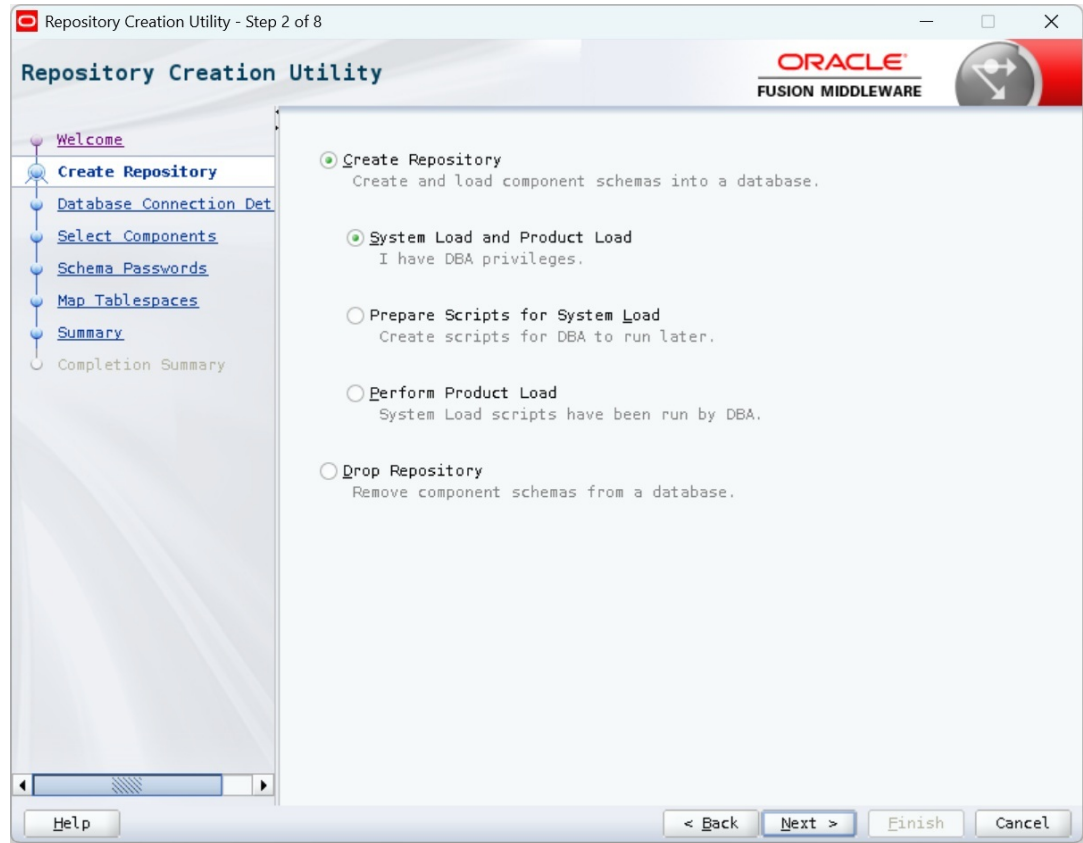 Repository Creation Utility - Step 2 of 8
Repository Creation Utility
ORACLE
FUSION MIDDLEWARE
Welcome
Create Repository
Database Connection Det
Select Components
Schema Passwords
Map Tablespaces
Summary
Completion Summary
Create Repository
Create and load component schemas into a database.
System Load and Product Load
I have DBA privileges.
Prepare Scripts for System Load
Create scripts for DBA to run later.
Perform Product Load
System Load scripts have been run by DBA.
Drop Repository
Remove component schemas from a database.
Help
< Back
Next >
Finish
Cancel